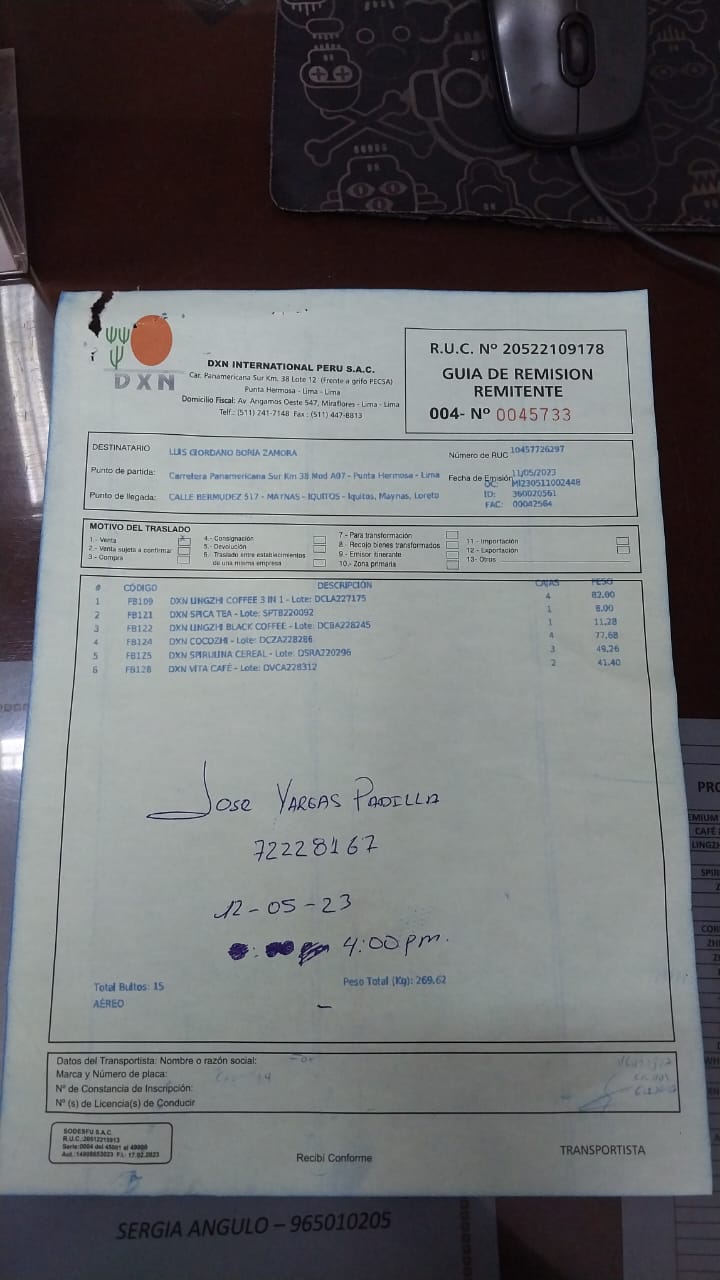 DXN
DXN INTERNATIONAL PERU S.A.C.
Car. Panamericana Sur Km. 38 Lote 12 (Frente a grifo PECSA)
Punta Hermosa - Lima - Lima
Domicilio Fiscal: Av. Angamos Oeste 547, Miraflores - Lima - Lima
Telf.: (511) 241-7148 Fax: (511) 447-8813
R.U.C. Nº 20522109178
GUIA DE REMISION
REMITENTE
004- Nº 0045733
DESTINATARIO LUIS GIORDANO BORIA ZAMORA
Número de RUC 10457726297
Punto de partida: Carretera Panamericana Sur Km 38 Mod A07 - Punta Hermosa - Lima
Fecha de Emisión 11/05/2023
OC: MI230511002448
Punto de llegada: CALLE BERMUDEZ 517 - MAYNAS - IQUITOS - Iquitos, Maynas, Loreto
ID: 360020561
FAC: 00042564
MOTIVO DEL TRASLADO
1.- Venta X
2.- Venta sujeta a confirmar
3.- Compra
4.- Consignación
5.- Devolución
6.- Traslado entre establecimientos
de una misma empresa
7.- Para transformación
8.- Recojo bienes transformados
9.- Emisor itinerante
10.- Zona primaria
11.- Importación
12.- Exportación
13.- Otros
# CÓDIGO DESCRIPCIÓN CAJAS PESO
1 FB109 DXN LINGZHI COFFEE 3 IN 1 - Lote: DCLA227175 4 82.00
2 FB121 DXN SPICA TEA - Lote: SPTB220092 1 8.00
3 FB122 DXN LINGZHI BLACK COFFEE - Lote: DCBA228245 1 11.28
4 FB124 DXN COCOZHI - Lote: DCZA228286 4 77.68
5 FB125 DXN SPIRULINA CEREAL - Lote: DSRA220296 3 49.26
6 FB128 DXN VITA CAFÉ - Lote: DVCA228312 2 41.40
Jose VARGAS PADILLA
72228167
12-05-23
4:00 pm.
Total Bultos: 15 Peso Total (Kg): 269.62
AÉREO
Datos del Transportista: Nombre o razón social:
Marca y Número de placa:
Nº de Constancia de Inscripción:
Nº (s) de Licencia(s) de Conducir
SODESFU S.A.C.
Recibí Conforme
TRANSPORTISTA
SERGIA ANGULO – 965010205